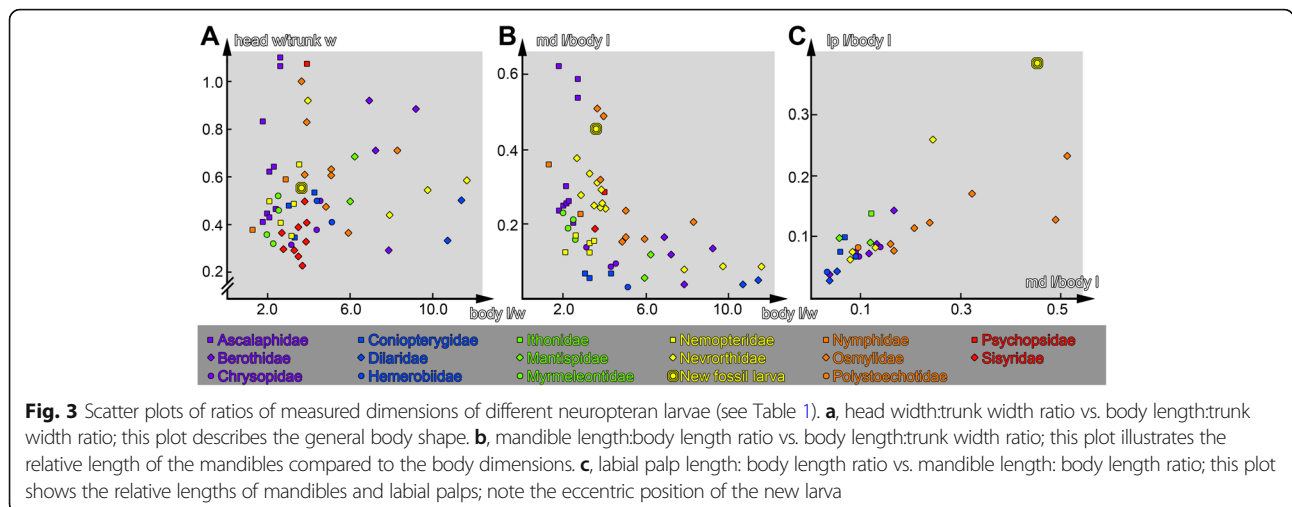 A
head w/trunk w
1.0
0.8
0.6
0.4
0.2
2.0
6.0
10.0
body l/w
B
md l/body l
0.6
0.4
0.2
2.0
6.0
10.0
body l/w
C
lp l/body l
0.3
0.2
0.1
0.1
0.3
0.5
md l/body l
Ascalaphidae
Coniopterygidae
Ithonidae
Nemopteridae
Nymphidae
Psychopsidae
Berothidae
Dilaridae
Mantispidae
Nevrorthidae
Osmylidae
Sisyridae
Chrysopidae
Hemerobiidae
Myrmeleontidae
New fossil larva
Polystoechotidae
Fig. 3 Scatter plots of ratios of measured dimensions of different neuropteran larvae (see Table 1). a, head width:trunk width ratio vs. body length:trunk
width ratio; this plot describes the general body shape. b, mandible length:body length ratio vs. body length:trunk width ratio; this plot illustrates the
relative length of the mandibles compared to the body dimensions. c, labial palp length: body length ratio vs. mandible length: body length ratio; this plot
shows the relative lengths of mandibles and labial palps; note the eccentric position of the new larva